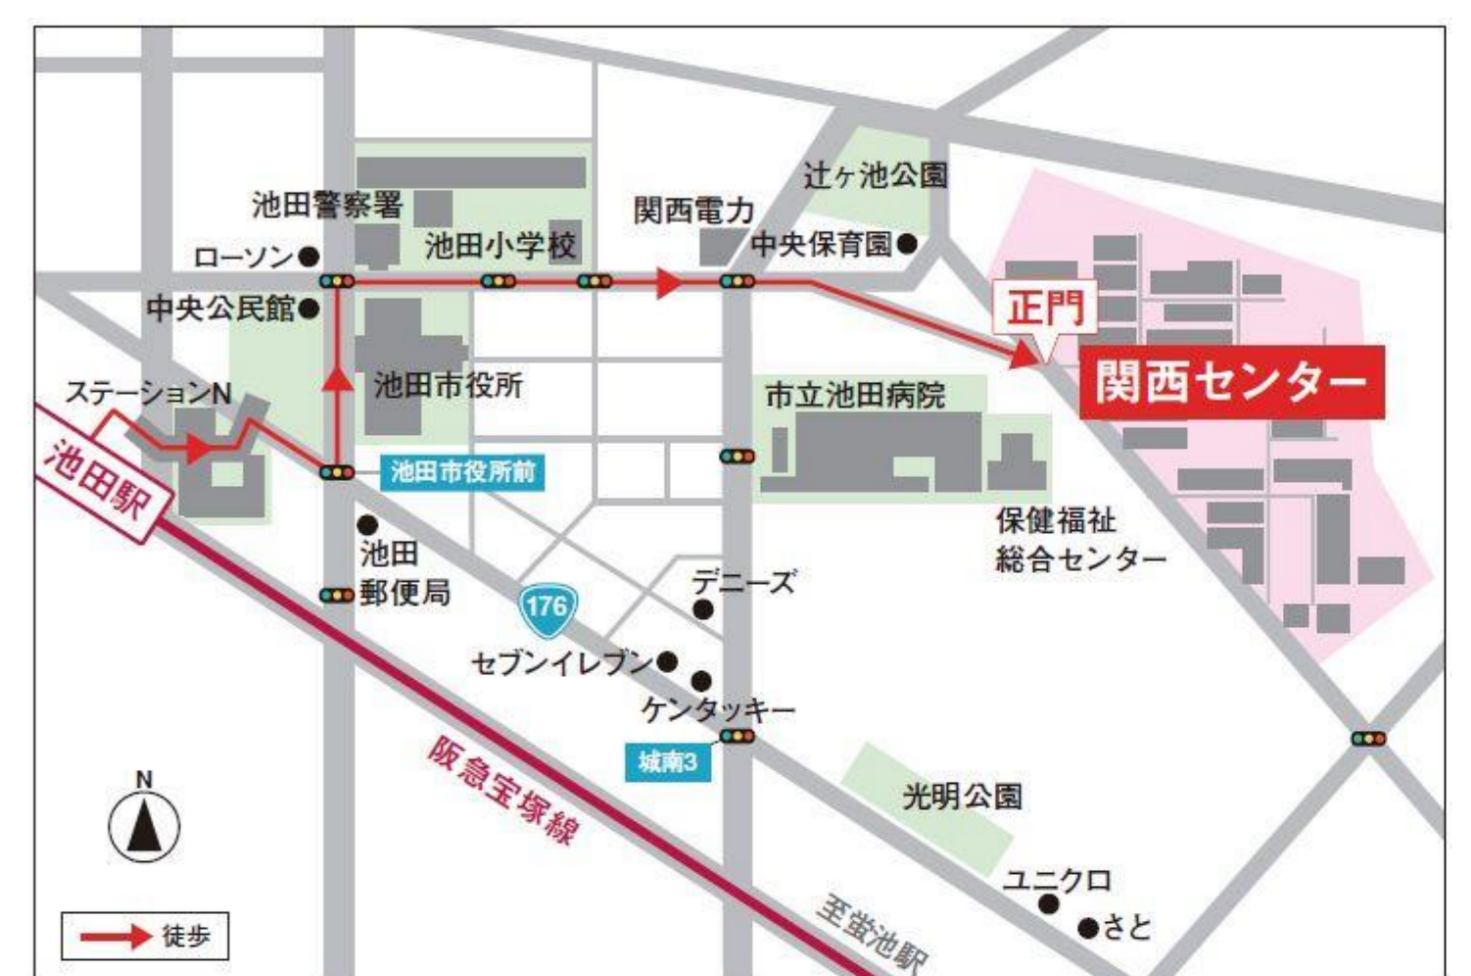 辻ヶ池公園
池田警察署
関西電力
池田小学校
中央保育園
ローソン
中央公民館
正門
関西センター
ステーションN
池田市役所
市立池田病院
池田駅
池田市役所前
保健福祉
総合センター
池田
郵便局
176
デニーズ
セブンイレブン
ケンタッキー
城南3
阪急宝塚線
光明公園
N
ユニクロ
さと
至蛍池駅
徒歩